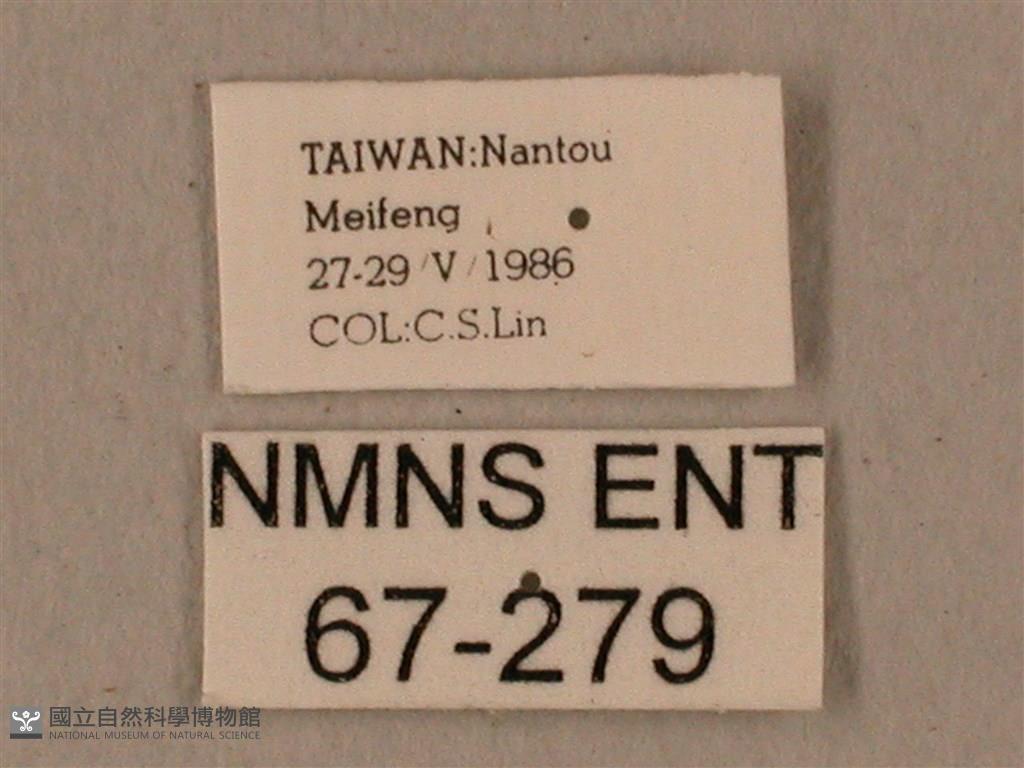 TAIWAN:Nantou
Meifeng
27-29/V/1986
COL:C.S.Lin
NMNS ENT
67-279
國立自然科學博物館
NATIONAL MUSEUM OF NATURAL SCIENCE